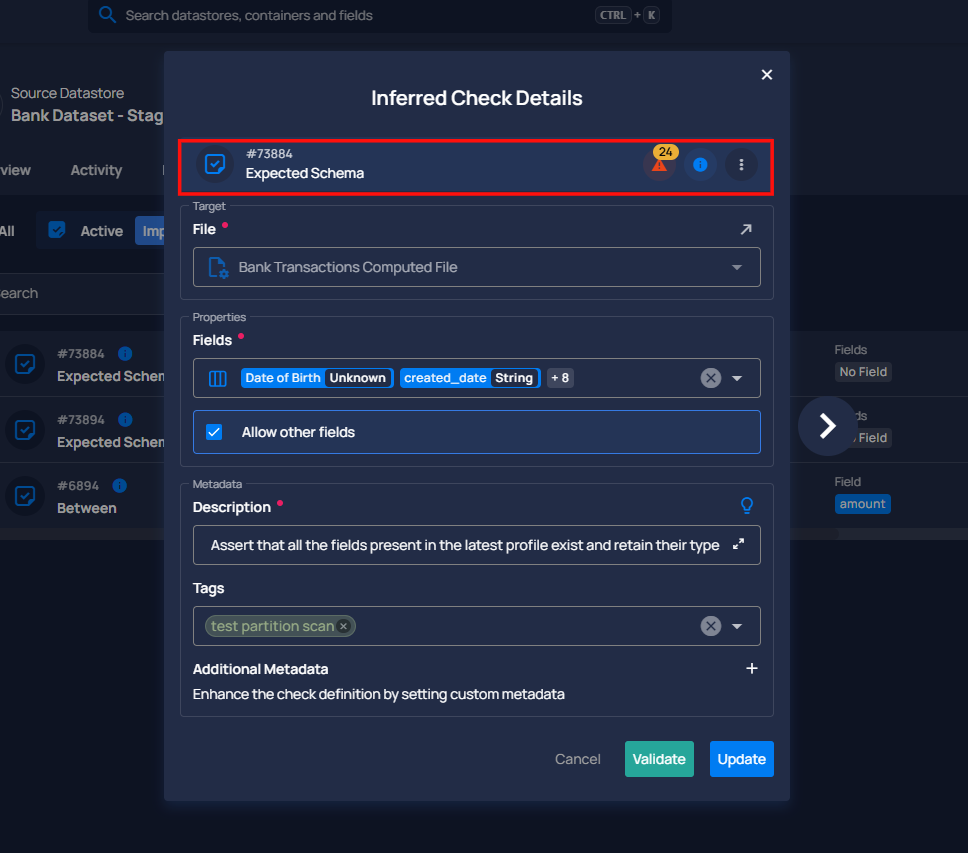 Search datastores, containers and fields
CTRL + K
Source Datastore
Bank Dataset - Stag
view
Activity
All
Active
Imp
earch
#73884
Expected Schem
Fields
No Field
#73894
Expected Schem
ds
Field
#6894
Between
Field
amount
Inferred Check Details
#73884
Expected Schema
24
Target
File
Bank Transactions Computed File
Properties
Fields
Date of Birth Unknown created_date String + 8
Allow other fields
Metadata
Description
Assert that all the fields present in the latest profile exist and retain their type
Tags
test partition scan
Additional Metadata
Enhance the check definition by setting custom metadata
Cancel
Validate
Update